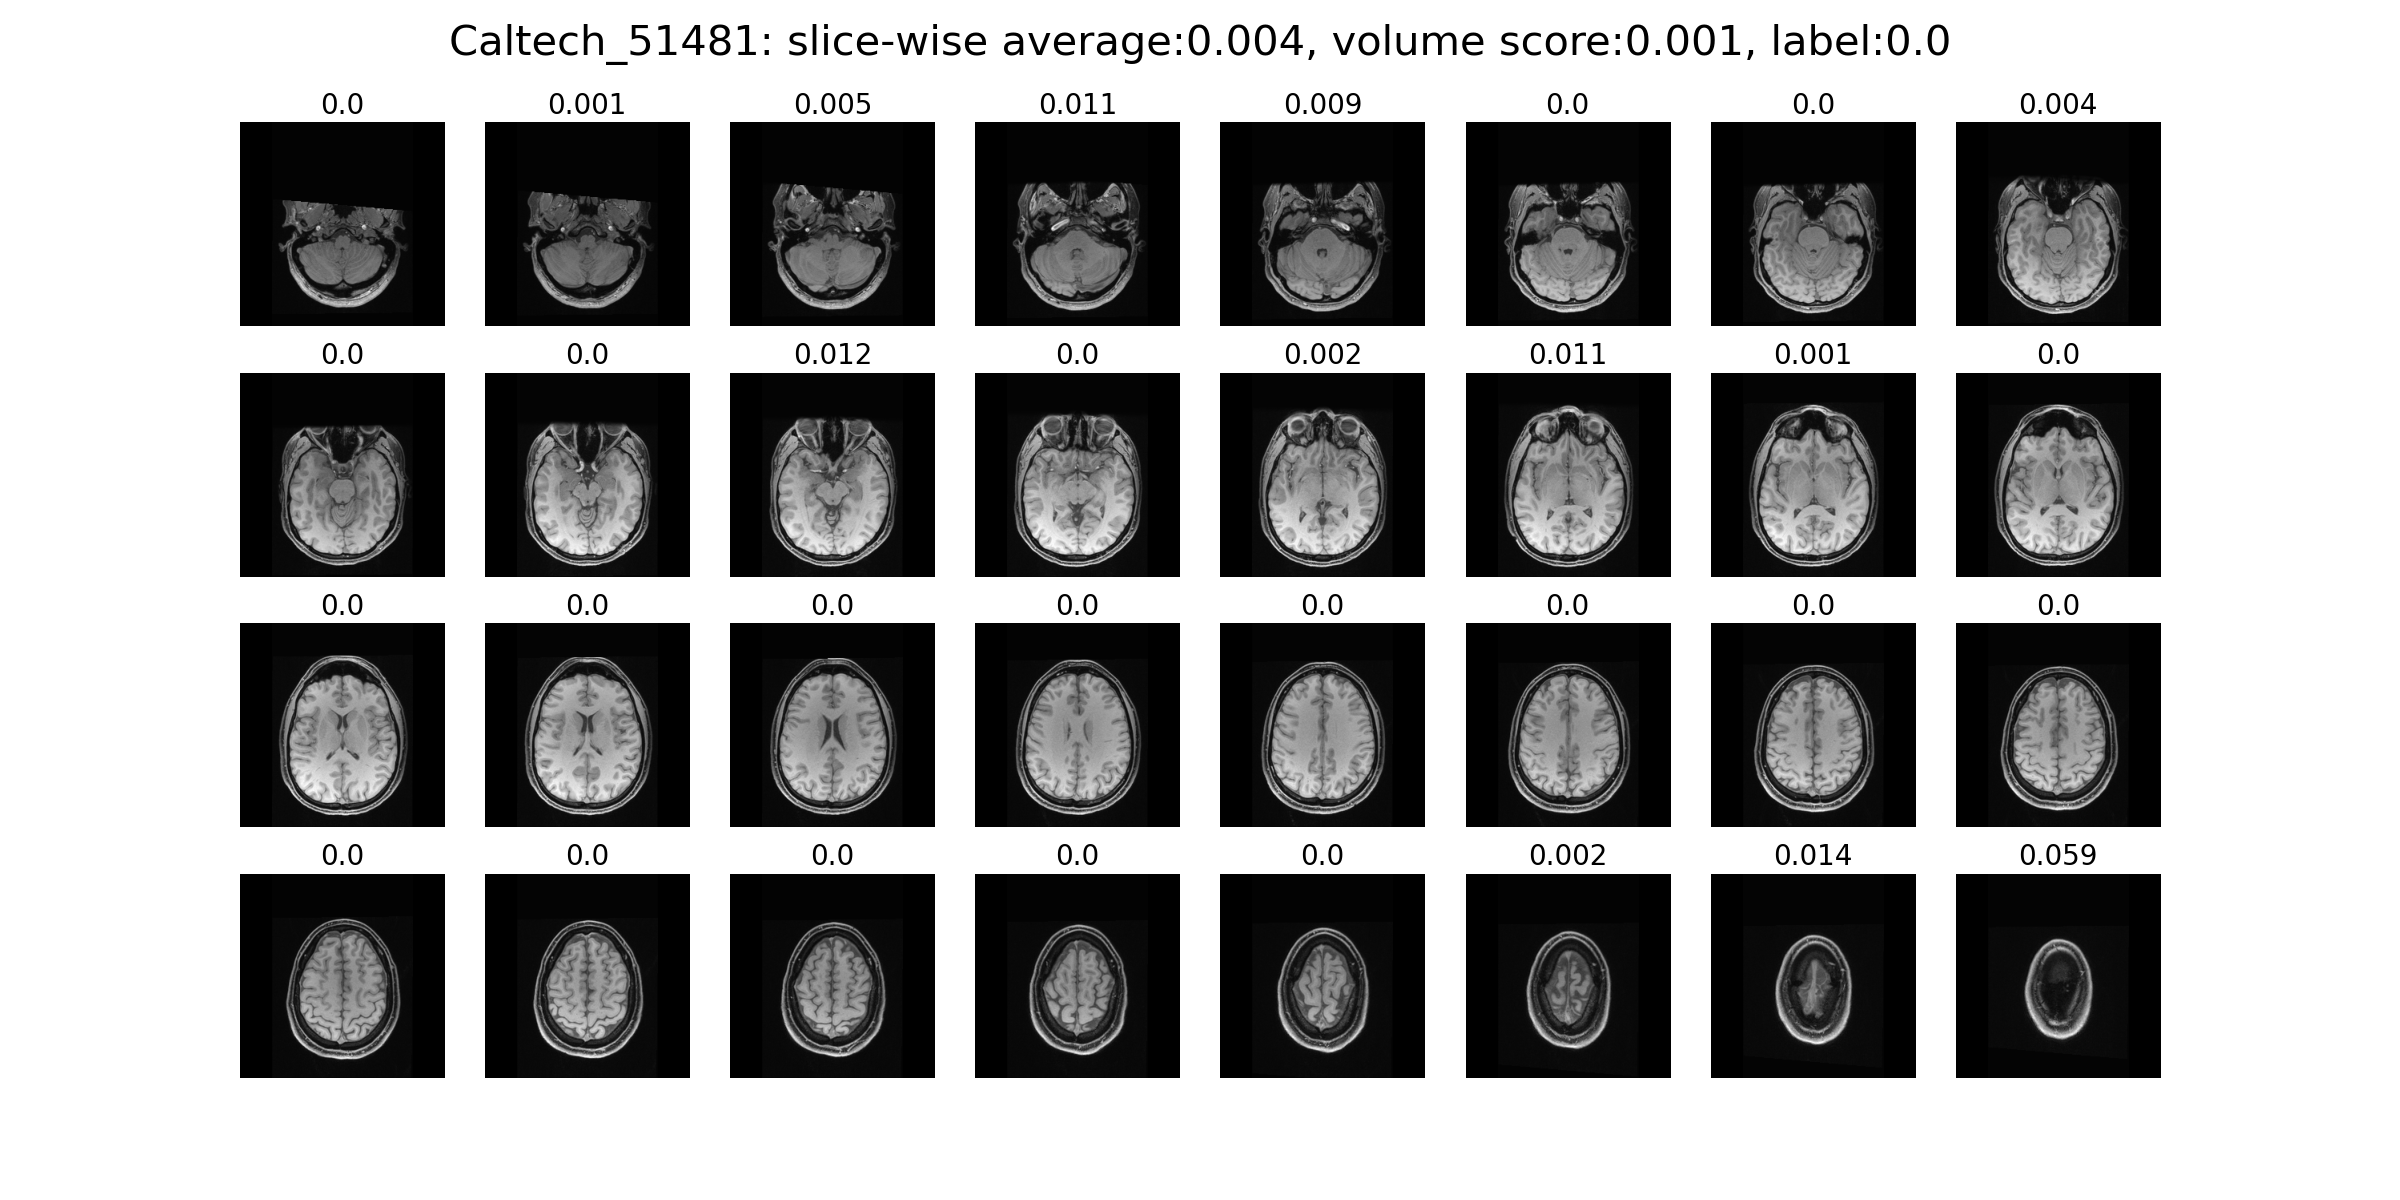 Caltech_51481: slice-wise average:0.004, volume score:0.001, label:0.0
0.0 0.001 0.005 0.011 0.009 0.0 0.0 0.004
0.0 0.0 0.012 0.0 0.002 0.011 0.001 0.0
0.0 0.0 0.0 0.0 0.0 0.0 0.0 0.0
0.0 0.0 0.0 0.0 0.0 0.002 0.014 0.059